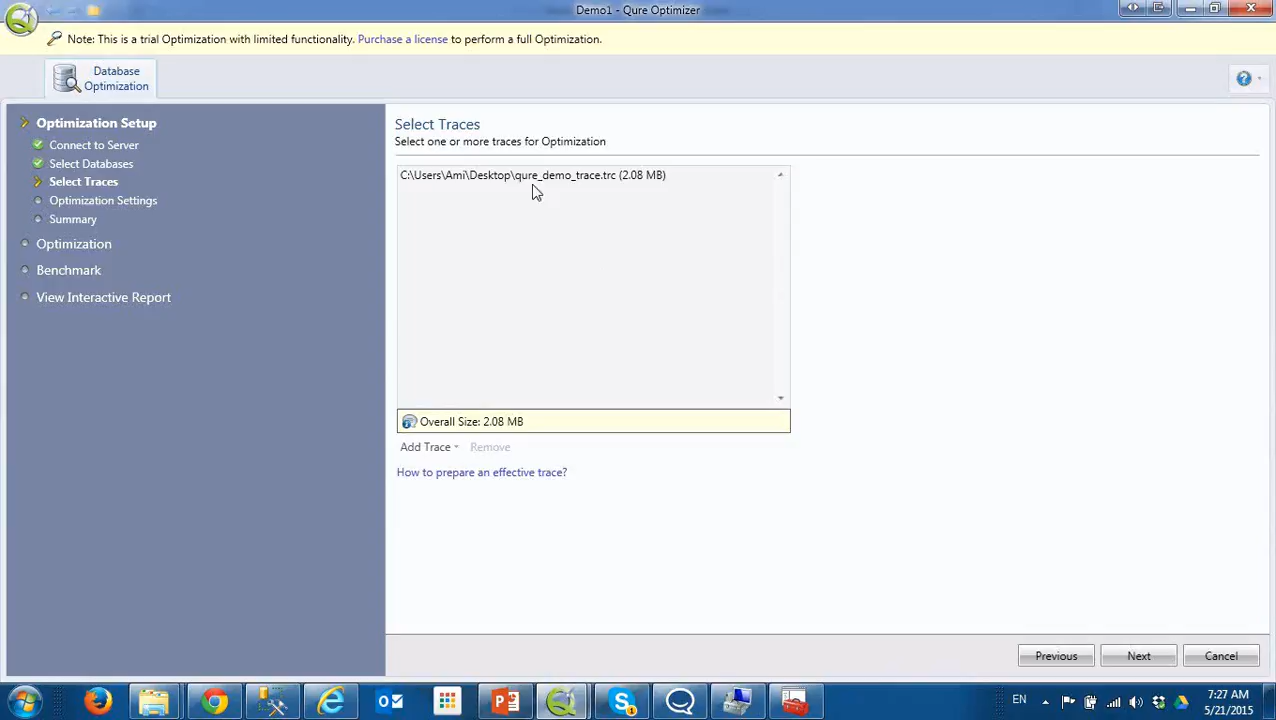 Demo1 - Qure Optimizer
Note: This is a trial Optimization with limited functionality. Purchase a license to perform a full Optimization.
Database
Optimization
Optimization Setup
Connect to Server
Select Databases
Select Traces
Optimization Settings
Summary
Optimization
Benchmark
View Interactive Report
Select Traces
Select one or more traces for Optimization
C:\Users\Ami\Desktop\qure_demo_trace.trc (2.08 MB)
Overall Size: 2.08 MB
Add Trace Remove
How to prepare an effective trace?
Previous Next Cancel
EN
7:27 AM
5/21/2015